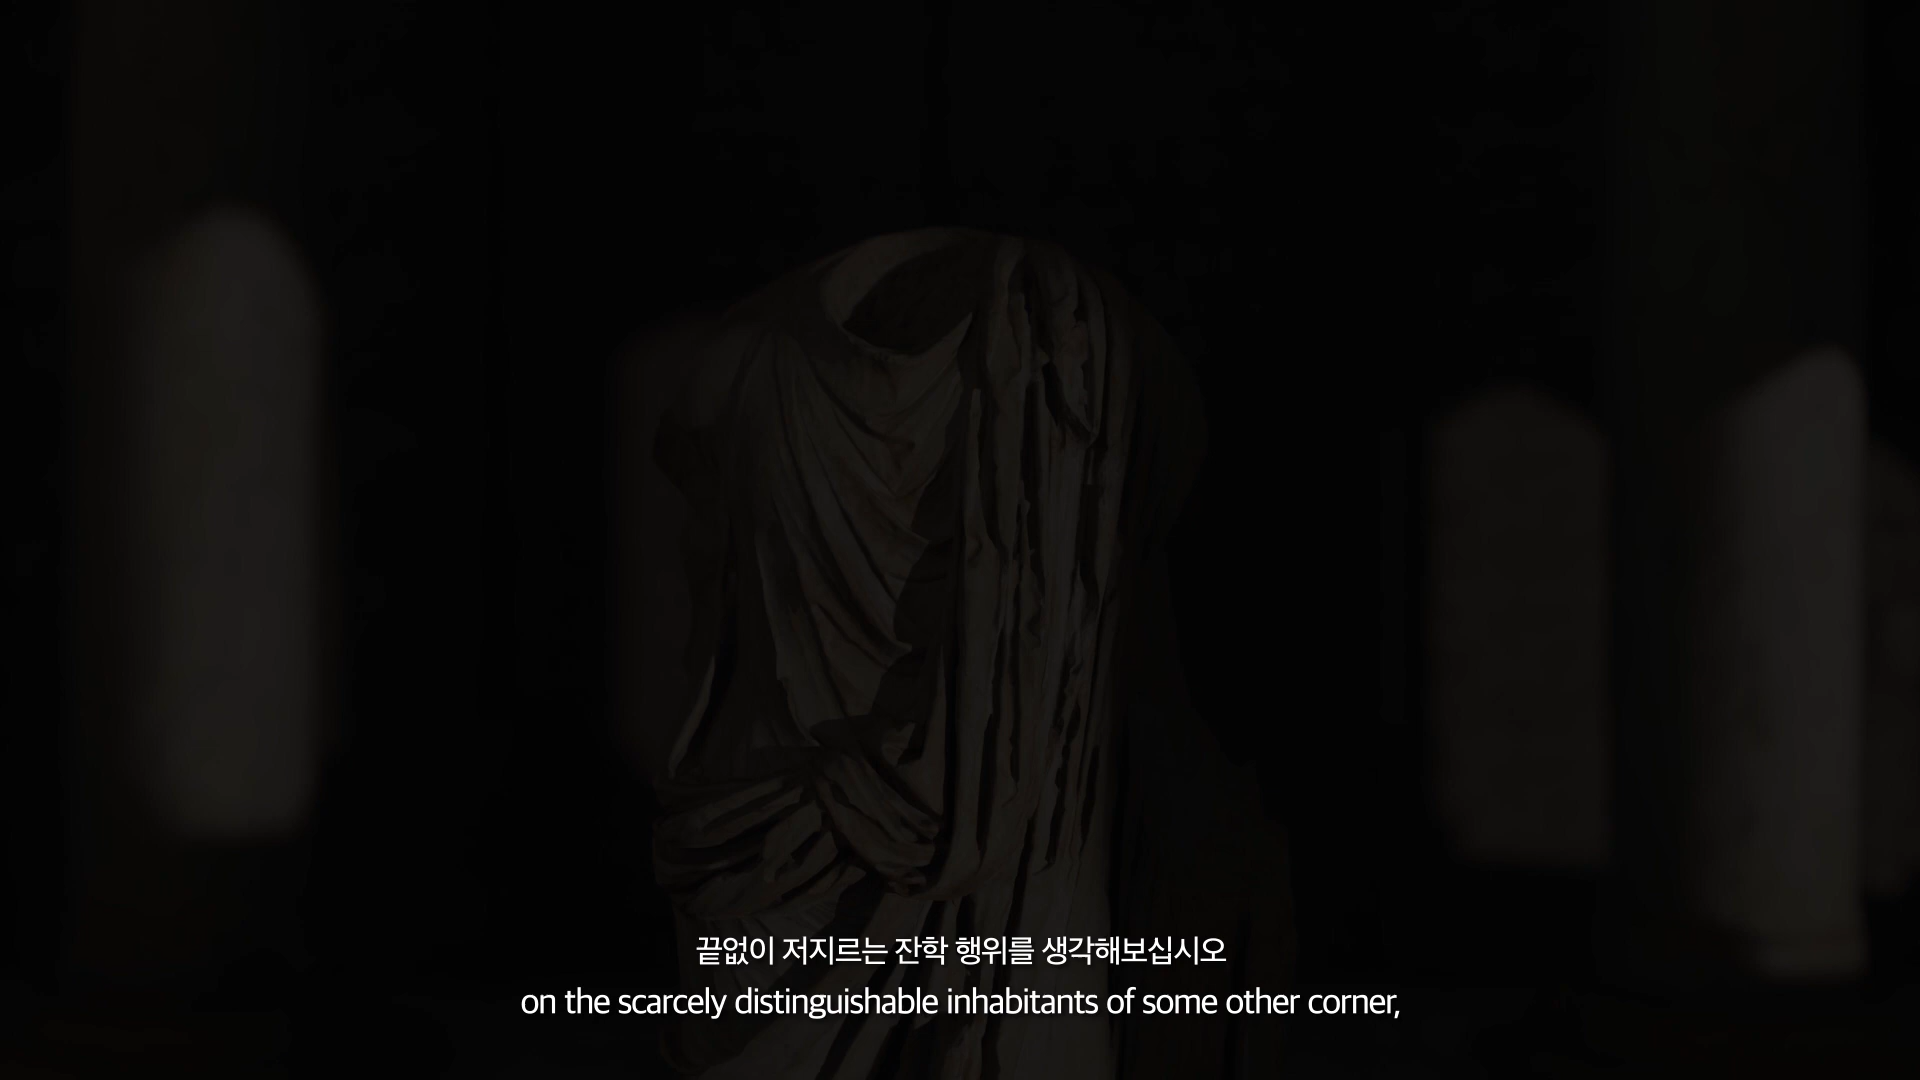 끝없이 저지르는 잔학 행위를 생각해보십시오
on the scarcely distinguishable inhabitants of some other corner,